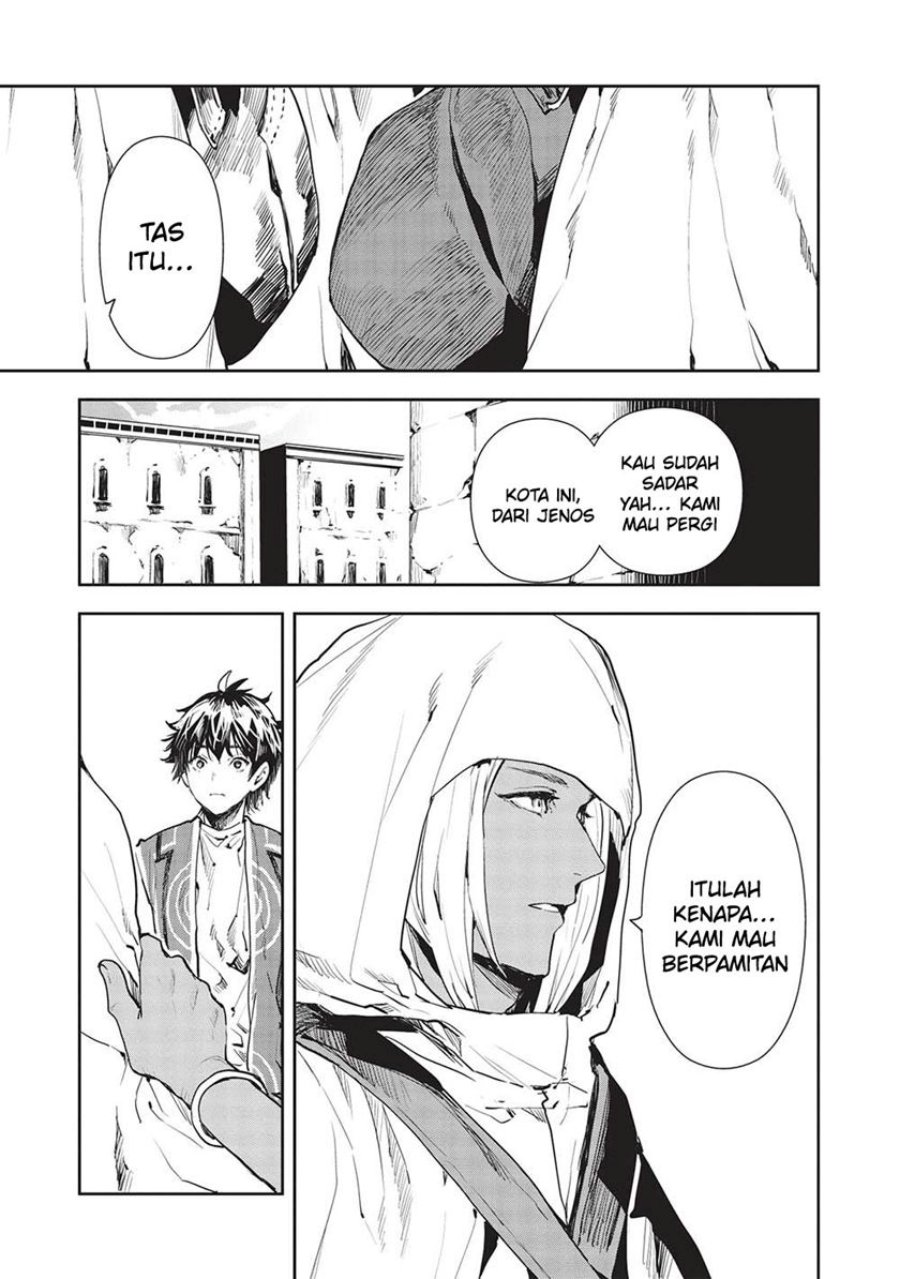 TAS
ITU...
KAU SUDAH
SADAR
YAH... KAMI
MAU PERGI
KOTA INI,
DARI JENOS
ITULAH
KENAPA...
KAMI MAU
BERPAMITAN